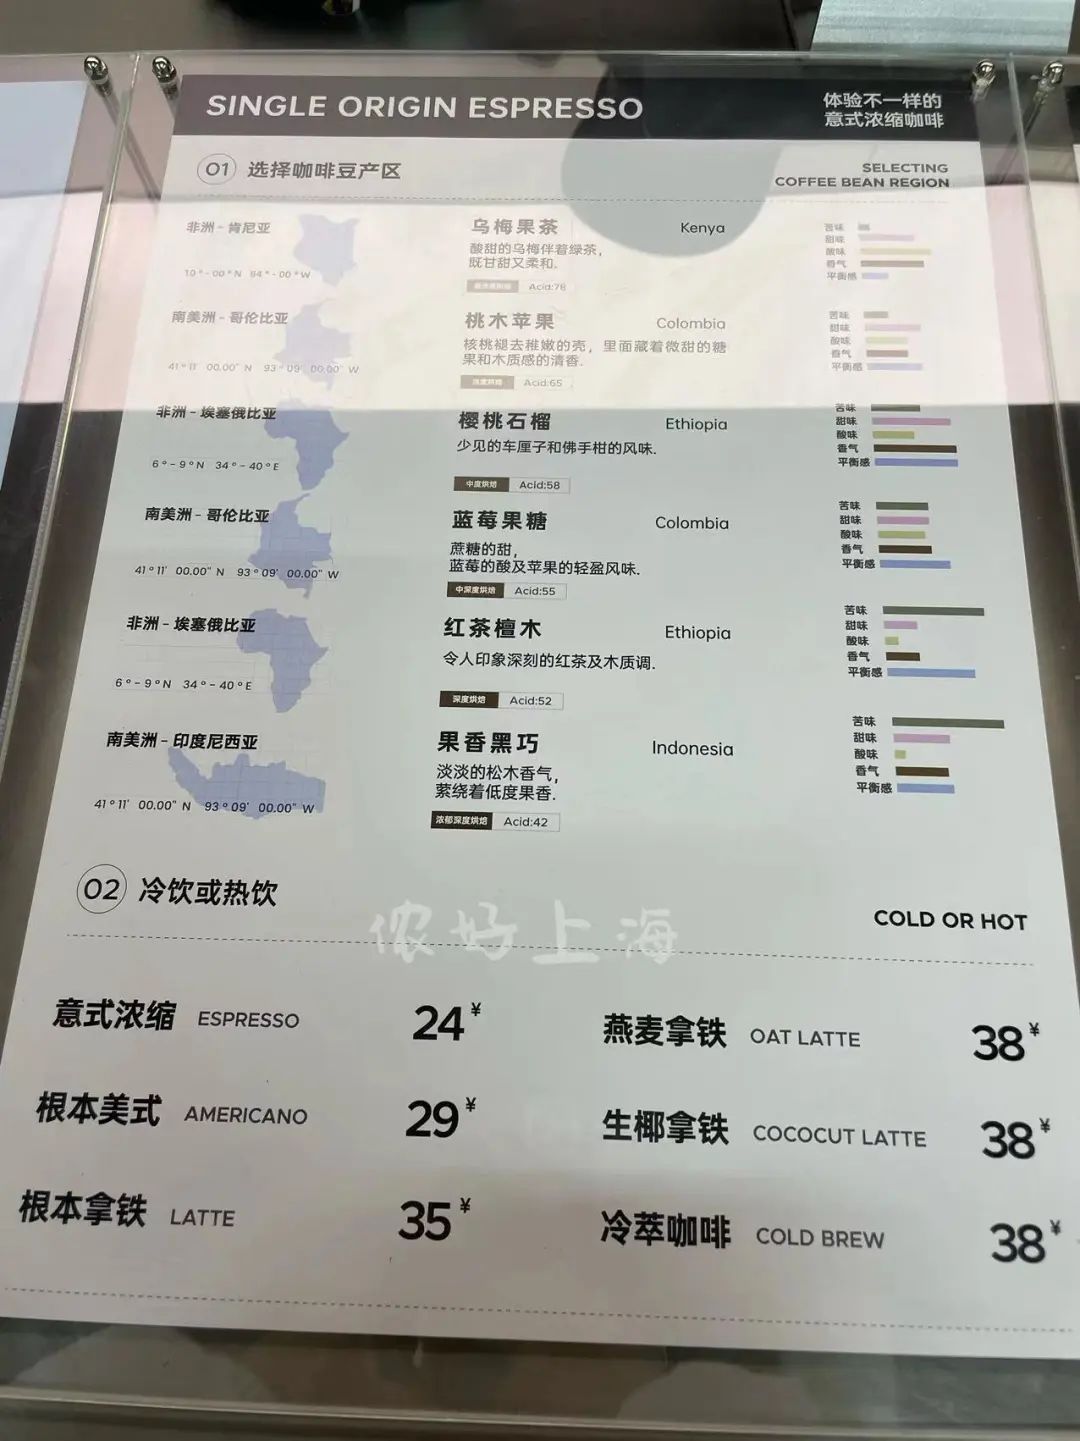 SINGLE ORIGIN ESPRESSO
体验不一样的
意式浓缩咖啡
01 选择咖啡豆产区
SELECTING
COFFEE BEAN REGION
非洲-肯尼亚
乌梅果茶 Kenya
酸甜的乌梅伴着绿茶，
既甘甜又柔和.
10°-00°N 84°-00°W
Acid:78
苦味
甜味
酸味
香气
平衡感
南美洲-哥伦比亚
桃木苹果 Colombia
核桃褪去稚嫩的壳，里面藏着微甜的糖
果和木质感的清香.
41°11' 00.00" N 93°09' 00.00" W
浅度烘焙 Acid:65
苦味
甜味
酸味
香气
平衡感
非洲-埃塞俄比亚
樱桃石榴 Ethiopia
少见的车厘子和佛手柑的风味.
6°-9°N 34°-40°E
中度烘焙 Acid:58
苦味
甜味
酸味
香气
平衡感
南美洲-哥伦比亚
蓝莓果糖 Colombia
蔗糖的甜，
蓝莓的酸及苹果的轻盈风味.
41°11' 00.00" N 93°09' 00.00" W
中深度烘焙 Acid:55
苦味
甜味
酸味
香气
平衡感
非洲-埃塞俄比亚
红茶檀木 Ethiopia
令人印象深刻的红茶及木质调.
6°-9°N 34°-40°E
深度烘焙 Acid:52
苦味
甜味
酸味
香气
平衡感
南美洲-印度尼西亚
果香黑巧 Indonesia
淡淡的松木香气，
萦绕着低度果香.
41°11' 00.00" N 93°09' 00.00" W
浓郁深度烘焙 Acid:42
苦味
甜味
酸味
香气
平衡感
02 冷饮或热饮
COLD OR HOT
侬好上海
意式浓缩 ESPRESSO 24¥
燕麦拿铁 OAT LATTE 38¥
根本美式 AMERICANO 29¥
生椰拿铁 COCOCUT LATTE 38¥
根本拿铁 LATTE 35¥
冷萃咖啡 COLD BREW 38¥